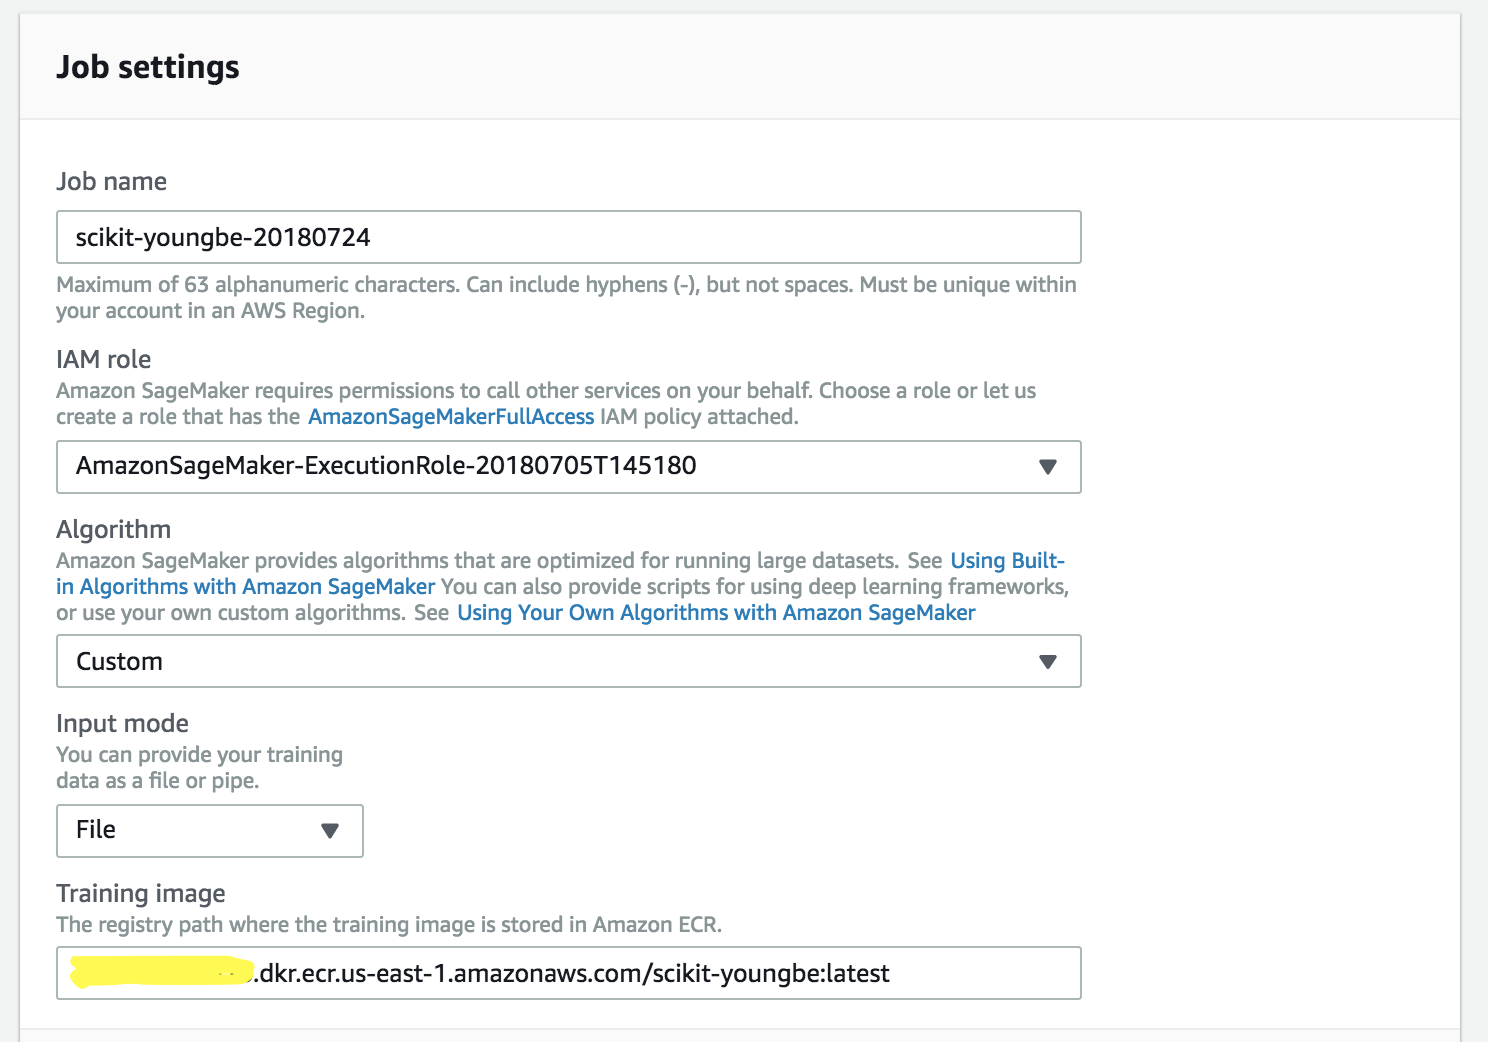 Job settings
Job name
scikit-youngbe-20180724
Maximum of 63 alphanumeric characters. Can include hyphens (-), but not spaces. Must be unique within
your account in an AWS Region.
IAM role
Amazon SageMaker requires permissions to call other services on your behalf. Choose a role or let us
create a role that has the AmazonSageMakerFullAccess IAM policy attached.
AmazonSageMaker-ExecutionRole-20180705T145180
Algorithm
Amazon SageMaker provides algorithms that are optimized for running large datasets. See Using Built-
in Algorithms with Amazon SageMaker You can also provide scripts for using deep learning frameworks,
or use your own custom algorithms. See Using Your Own Algorithms with Amazon SageMaker
Custom
Input mode
You can provide your training
data as a file or pipe.
File
Training image
The registry path where the training image is stored in Amazon ECR.
.dkr.ecr.us-east-1.amazonaws.com/scikit-youngbe:latest